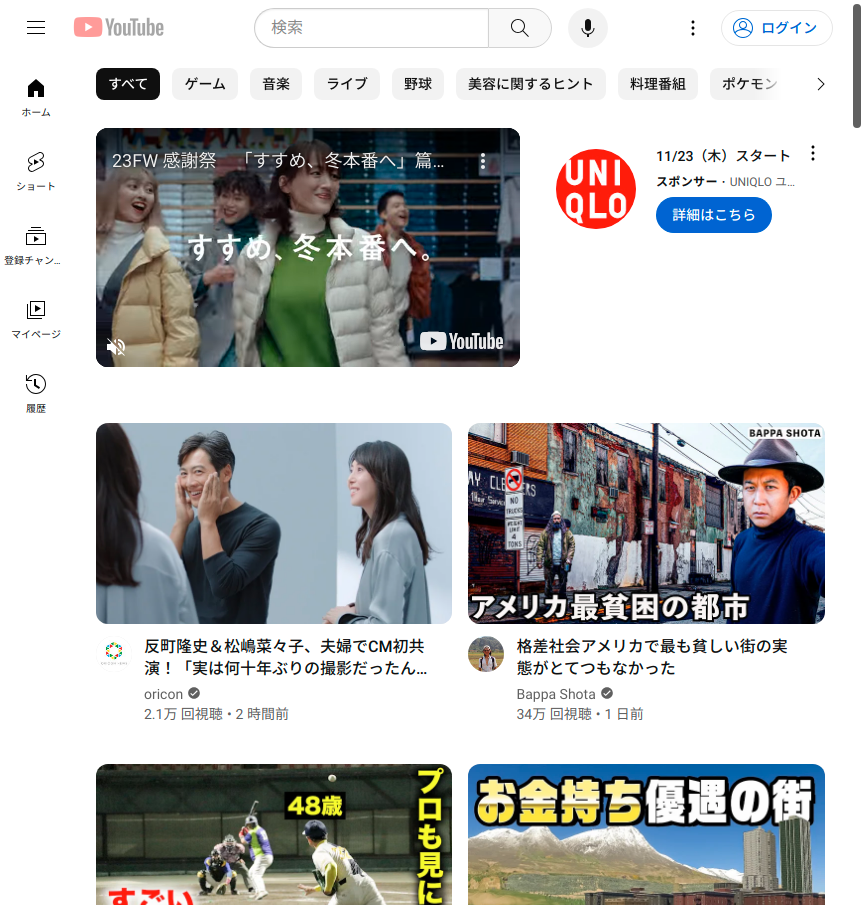 YouTube
検索
ログイン
ホーム
ショート
登録チャン...
マイページ
履歴
すべて
ゲーム
音楽
ライブ
野球
美容に関するヒント
料理番組
ポケモン
23FW 感謝祭 「すすめ、冬本番へ」篇...
すすめ、冬本番へ。
YouTube
UNI
QLO
11/23（木）スタート
スポンサー・UNIQLO ユ...
詳細はこちら
BAPPA SHOTA
NO
TRUCKS
WEIGHT
LIMIT
4
TONS
アメリカ最貧困の都市
反町隆史＆松嶋菜々子、夫婦でCM初共
演！「実は何十年ぶりの撮影だったん...
oricon
2.1万 回視聴・2 時間前
格差社会アメリカで最も貧しい街の実
態がとてつもなかった
Bappa Shota
34万 回視聴・1 日前
48歳
プロも見に
すごい
お金持ち優遇の街